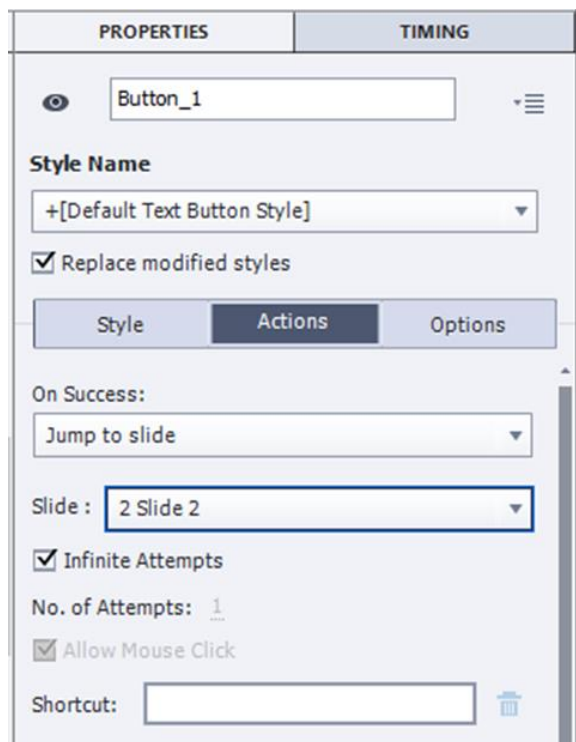 PROPERTIES TIMING
Button_1
Style Name
+[Default Text Button Style]
Replace modified styles
Style Actions Options
On Success:
Jump to slide
Slide : 2 Slide 2
Infinite Attempts
No. of Attempts: 1
Allow Mouse Click
Shortcut: